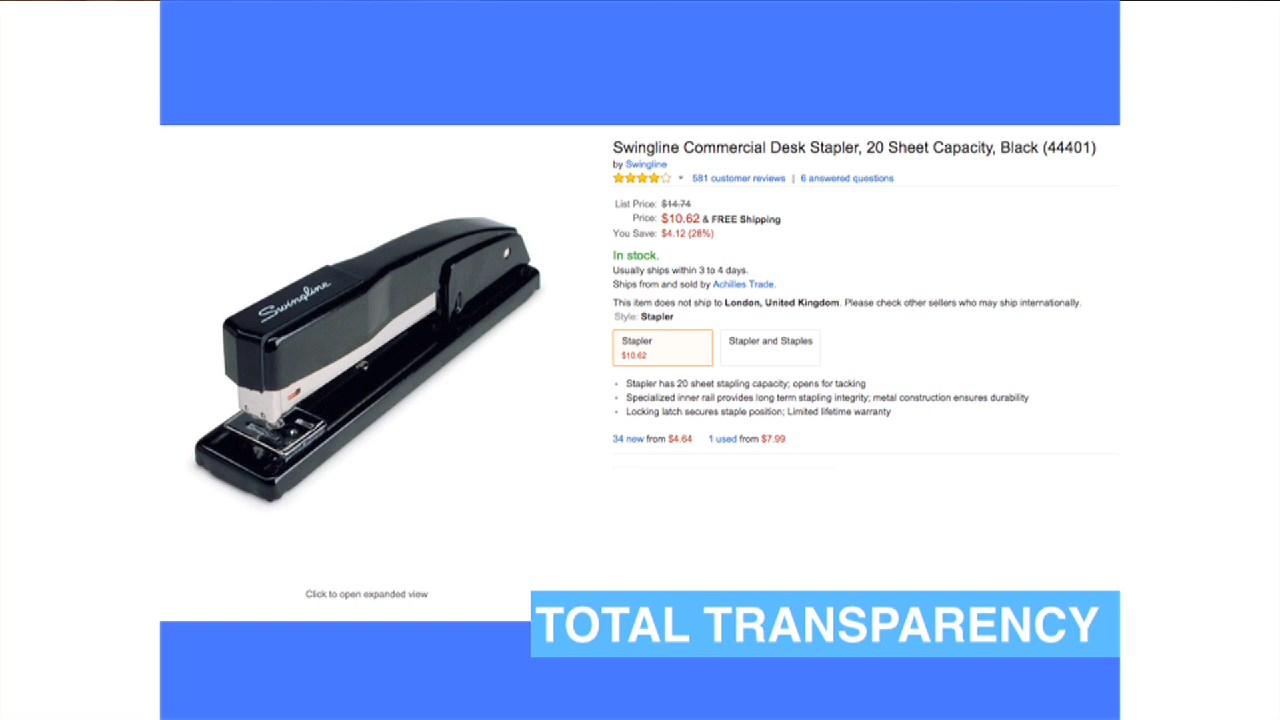 Swingline Commercial Desk Stapler, 20 Sheet Capacity, Black (44401)
by Swingline
581 customer reviews | 6 answered questions
List Price: $14.74
Price: $10.62 & FREE Shipping
You Save: $4.12 (28%)
In stock.
Usually ships within 3 to 4 days.
Ships from and sold by Achilles Trade.
This item does not ship to London, United Kingdom. Please check other sellers who may ship internationally.
Style: Stapler
Stapler
$10.62
Stapler and Staples
• Stapler has 20 sheet stapling capacity; opens for tacking
• Specialized inner rail provides long term stapling integrity; metal construction ensures durability
• Locking latch secures staple position; Limited lifetime warranty
34 new from $4.64 1 used from $7.99
Swingline
Click to open expanded view
TOTAL TRANSPARENCY